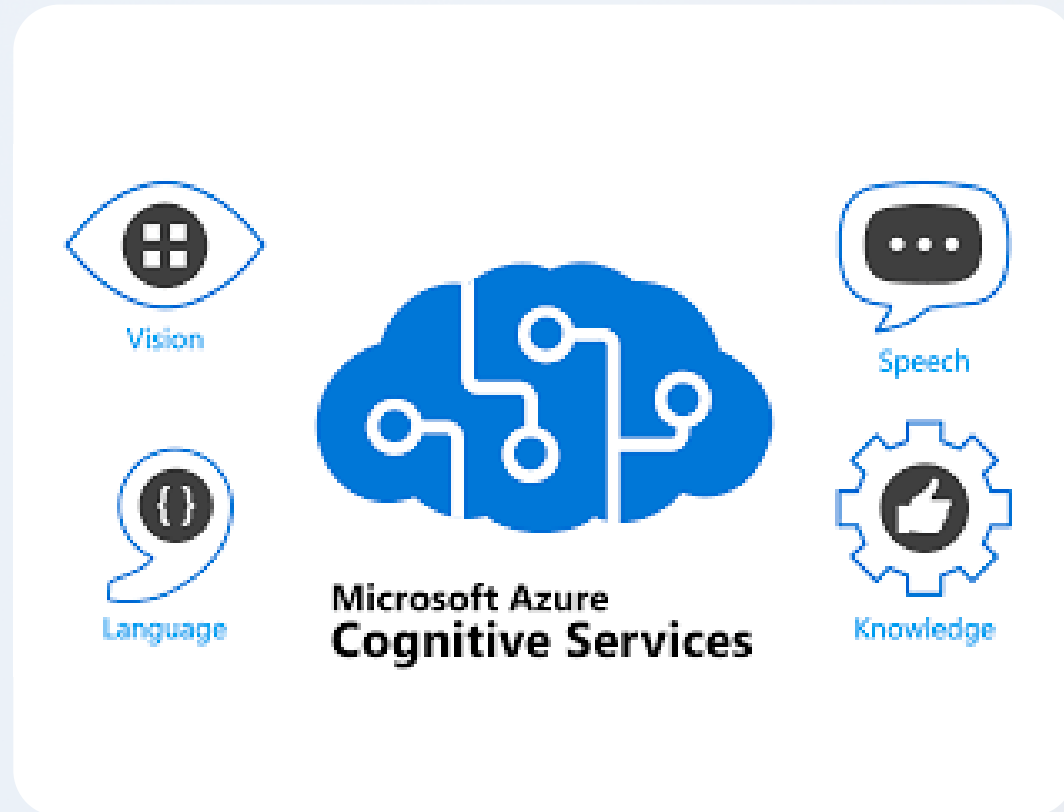 Vision
Speech
Language
Knowledge
Microsoft Azure
Cognitive Services